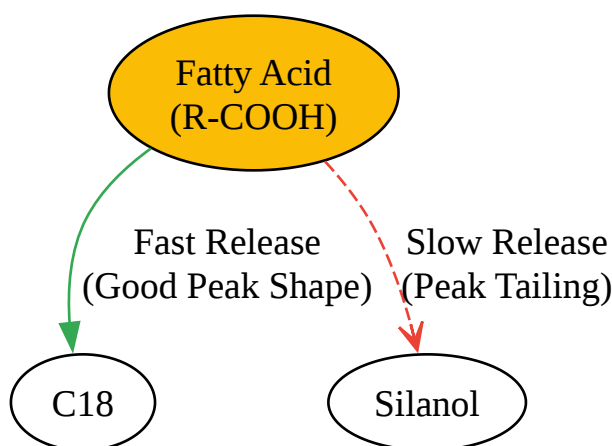 Fatty Acid
(R-COOH)
Fast Release
(Good Peak Shape)
Slow Release
(Peak Tailing)
C18
Silanol